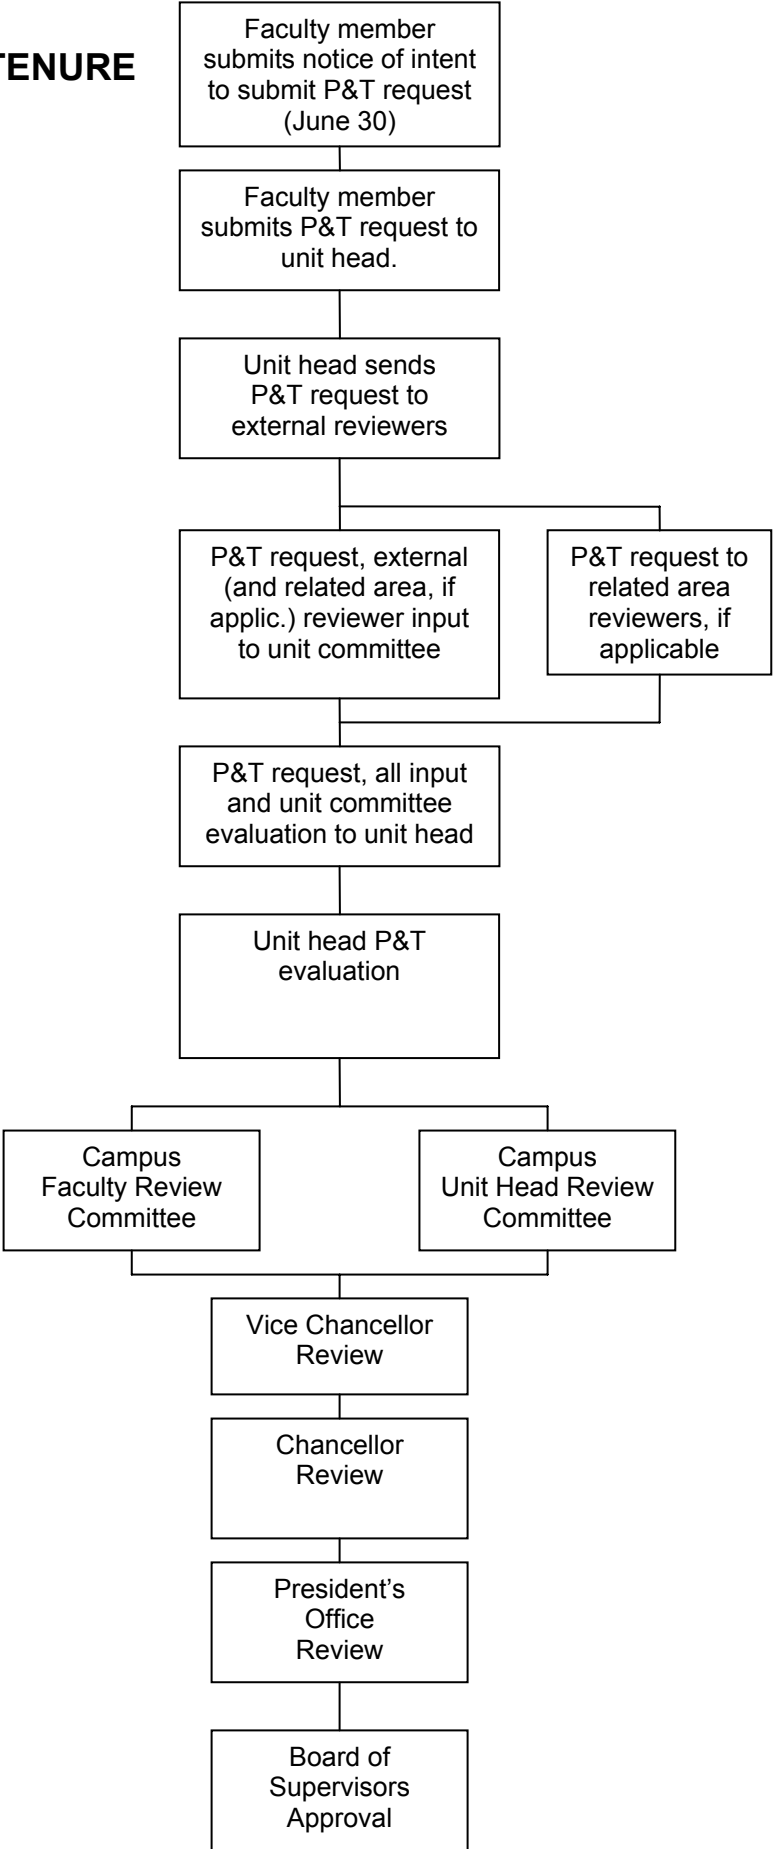 Faculty member
submits notice of intent
to submit P&T request
(June 30)
TENURE
Faculty member
submits P&T request to
unit head.
Unit head sends
P&T request to
external reviewers
P&T request, external
(and related area, if
applic.) reviewer input
to unit committee
P&T request to
related area
reviewers, if
applicable
P&T request, all input
and unit committee
evaluation to unit head
Unit head P&T
evaluation
Campus
Faculty Review
Committee
Campus
Unit Head Review
Committee
Vice Chancellor
Review
Chancellor
Review
President’s
Office
Review
Board of
Supervisors
Approval